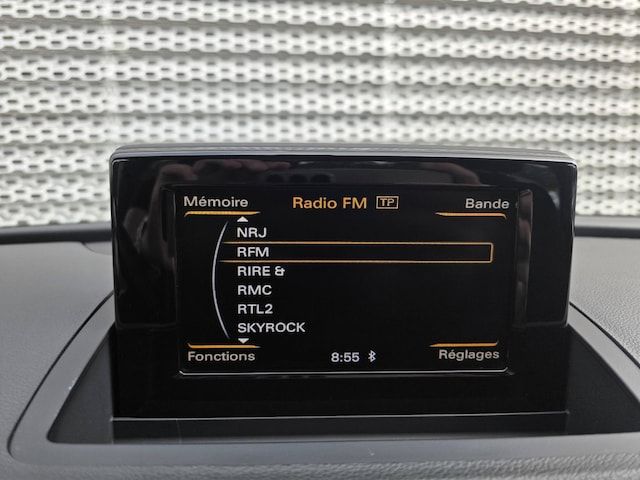 Mémoire Radio FM TP Bande
NRJ
RFM
RIRE &
RMC
RTL2
SKYROCK
Fonctions 8:55 Réglages